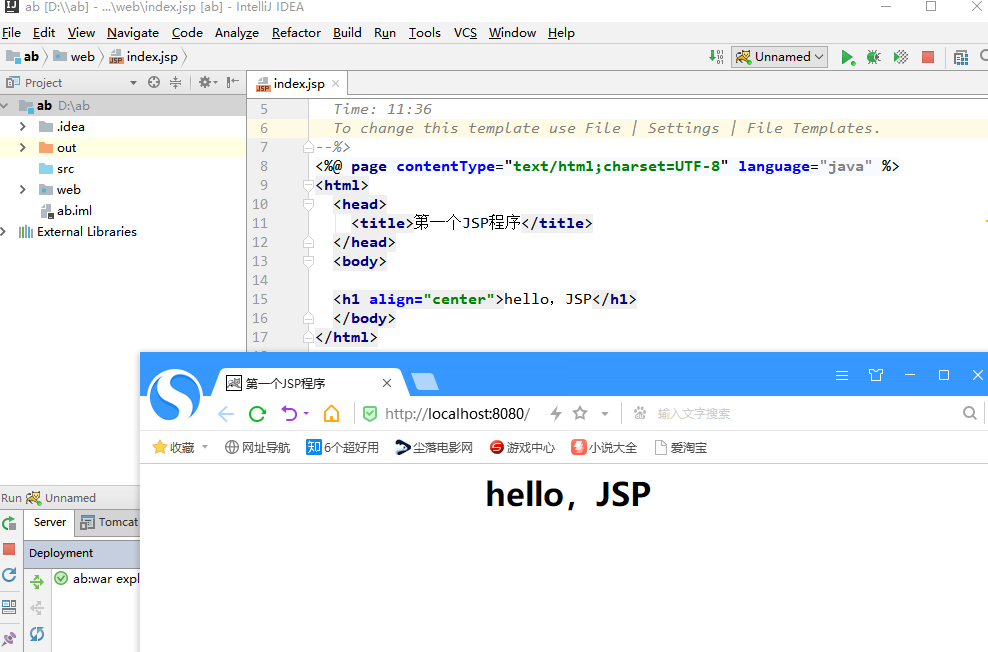 ab [D:\\ab] - ...\web\index.jsp [ab] - IntelliJ IDEA
File Edit View Navigate Code Analyze Refactor Build Run Tools VCS Window Help
ab web index.jsp Unnamed
Project
index.jsp
ab D:\ab
.idea
out
src
web
ab.iml
External Libraries
5 Time: 11:36
6 To change this template use File | Settings | File Templates.
7 --%>
8 <%@ page contentType="text/html;charset=UTF-8" language="java" %>
9 <html>
10 <head>
11 <title>第一个JSP程序</title>
12 </head>
13 <body>
14
15 <h1 align="center">hello，JSP</h1>
16 </body>
17 </html>
第一个JSP程序
http://localhost:8080/ 输入文字搜索
收藏 网址导航 知 6个超好用 尘落电影网 游戏中心 小说大全 爱淘宝
hello，JSP
Run Unnamed
Server Tomcat
Deployment
ab:war expl